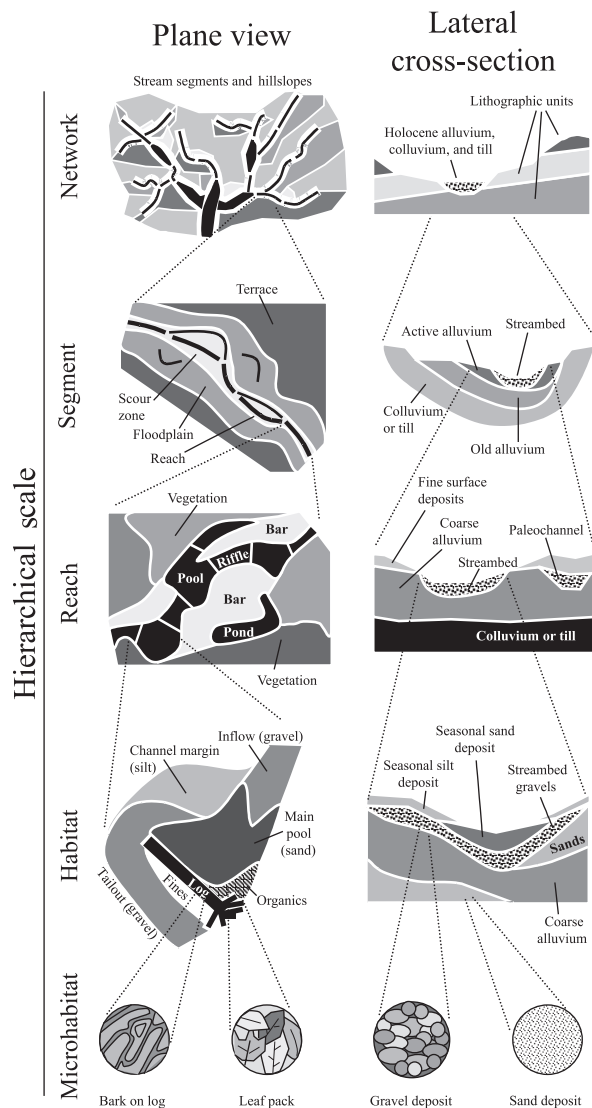 Plane view
Lateral
cross-section
Hierarchical scale
Network
Stream segments and hillslopes
Lithographic units
Holocene alluvium,
colluvium, and till
Segment
Terrace
Scour
zone
Floodplain
Reach
Active alluvium
Streambed
Colluvium
or till
Old alluvium
Reach
Vegetation
Bar
Riffle
Pool
Bar
Pond
Vegetation
Fine surface
deposits
Coarse
alluvium
Paleochannel
Streambed
Colluvium or till
Habitat
Inflow (gravel)
Channel margin
(silt)
Main
pool
(sand)
Log
Fines
Organics
Tailout (gravel)
Seasonal sand
deposit
Seasonal silt
deposit
Streambed
gravels
Sands
Coarse
alluvium
Microhabitat
Bark on log
Leaf pack
Gravel deposit
Sand deposit